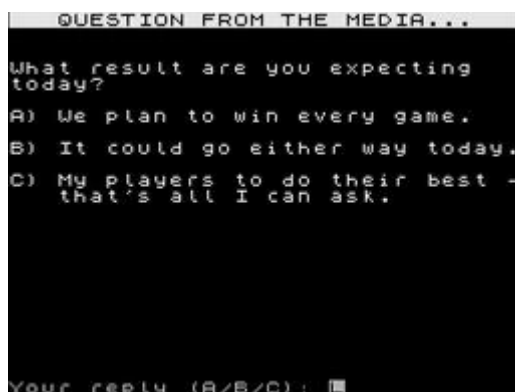 QUESTION FROM THE MEDIA...
What result are you expecting
today?
A) We plan to win every game.
B) It could go either way today.
C) My players to do their best -
that's all I can ask.
Your reply (A/B/C):